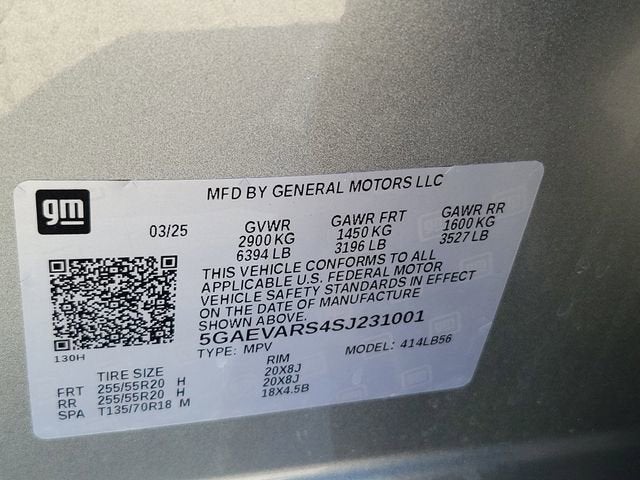 gm
MFD BY GENERAL MOTORS LLC
03/25 GVWR GAWR FRT GAWR RR
2900 KG 1450 KG 1600 KG
6394 LB 3196 LB 3527 LB
THIS VEHICLE CONFORMS TO ALL
APPLICABLE U.S. FEDERAL MOTOR
VEHICLE SAFETY STANDARDS IN EFFECT
ON THE DATE OF MANUFACTURE
SHOWN ABOVE.
5GAEVARS4SJ231001
130H
TYPE: MPV MODEL: 414LB56
TIRE SIZE RIM
FRT 255/55R20 H 20X8J
RR 255/55R20 H 20X8J
SPA T135/70R18 M 18X4.5B